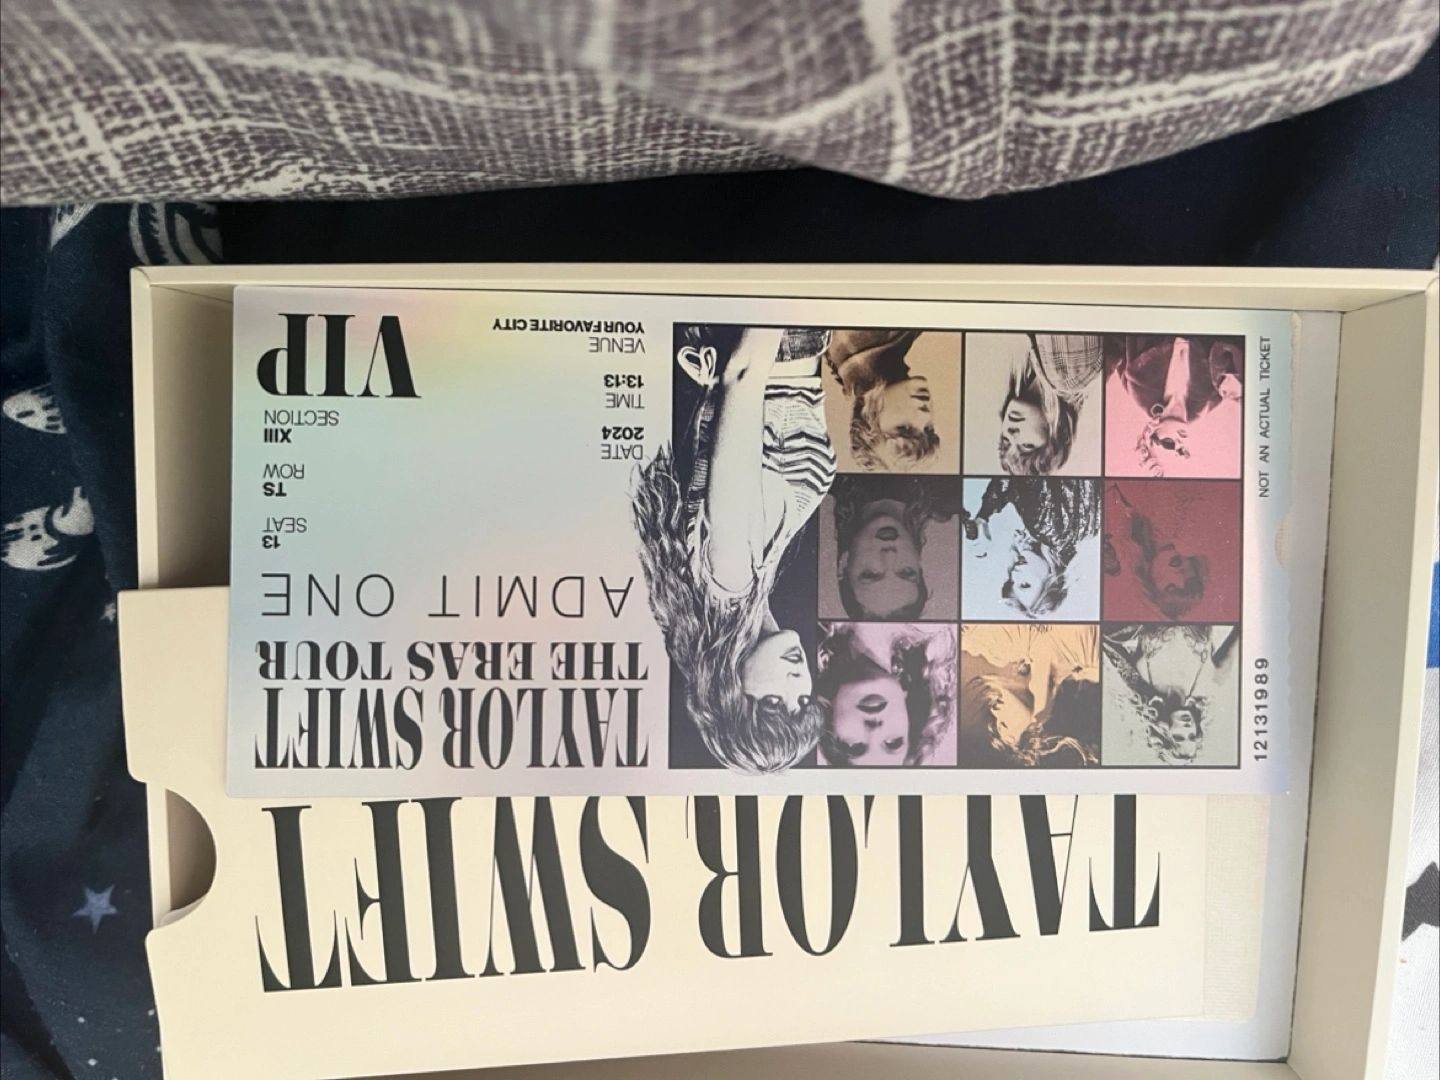 TAYLOR SWIFT
TAYLOR SWIFT
THE ERAS TOUR
ADMIT ONE
DATE
2024
TIME
13:13
VENUE
YOUR FAVORITE CITY
SEAT
13
ROW
TS
SECTION
XIII
VIP
12131989
NOT AN ACTUAL TICKET